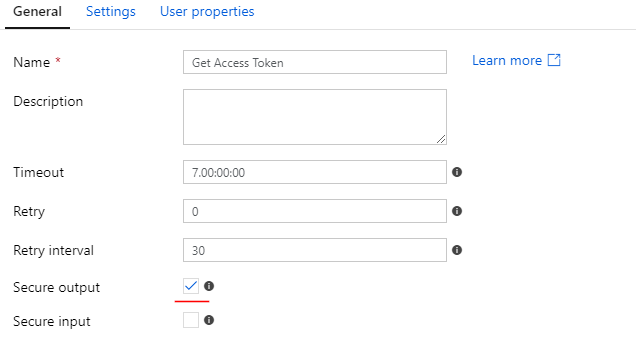 General Settings User properties
Name * Get Access Token Learn more
Description
Timeout 7.00:00:00
Retry 0
Retry interval 30
Secure output
Secure input